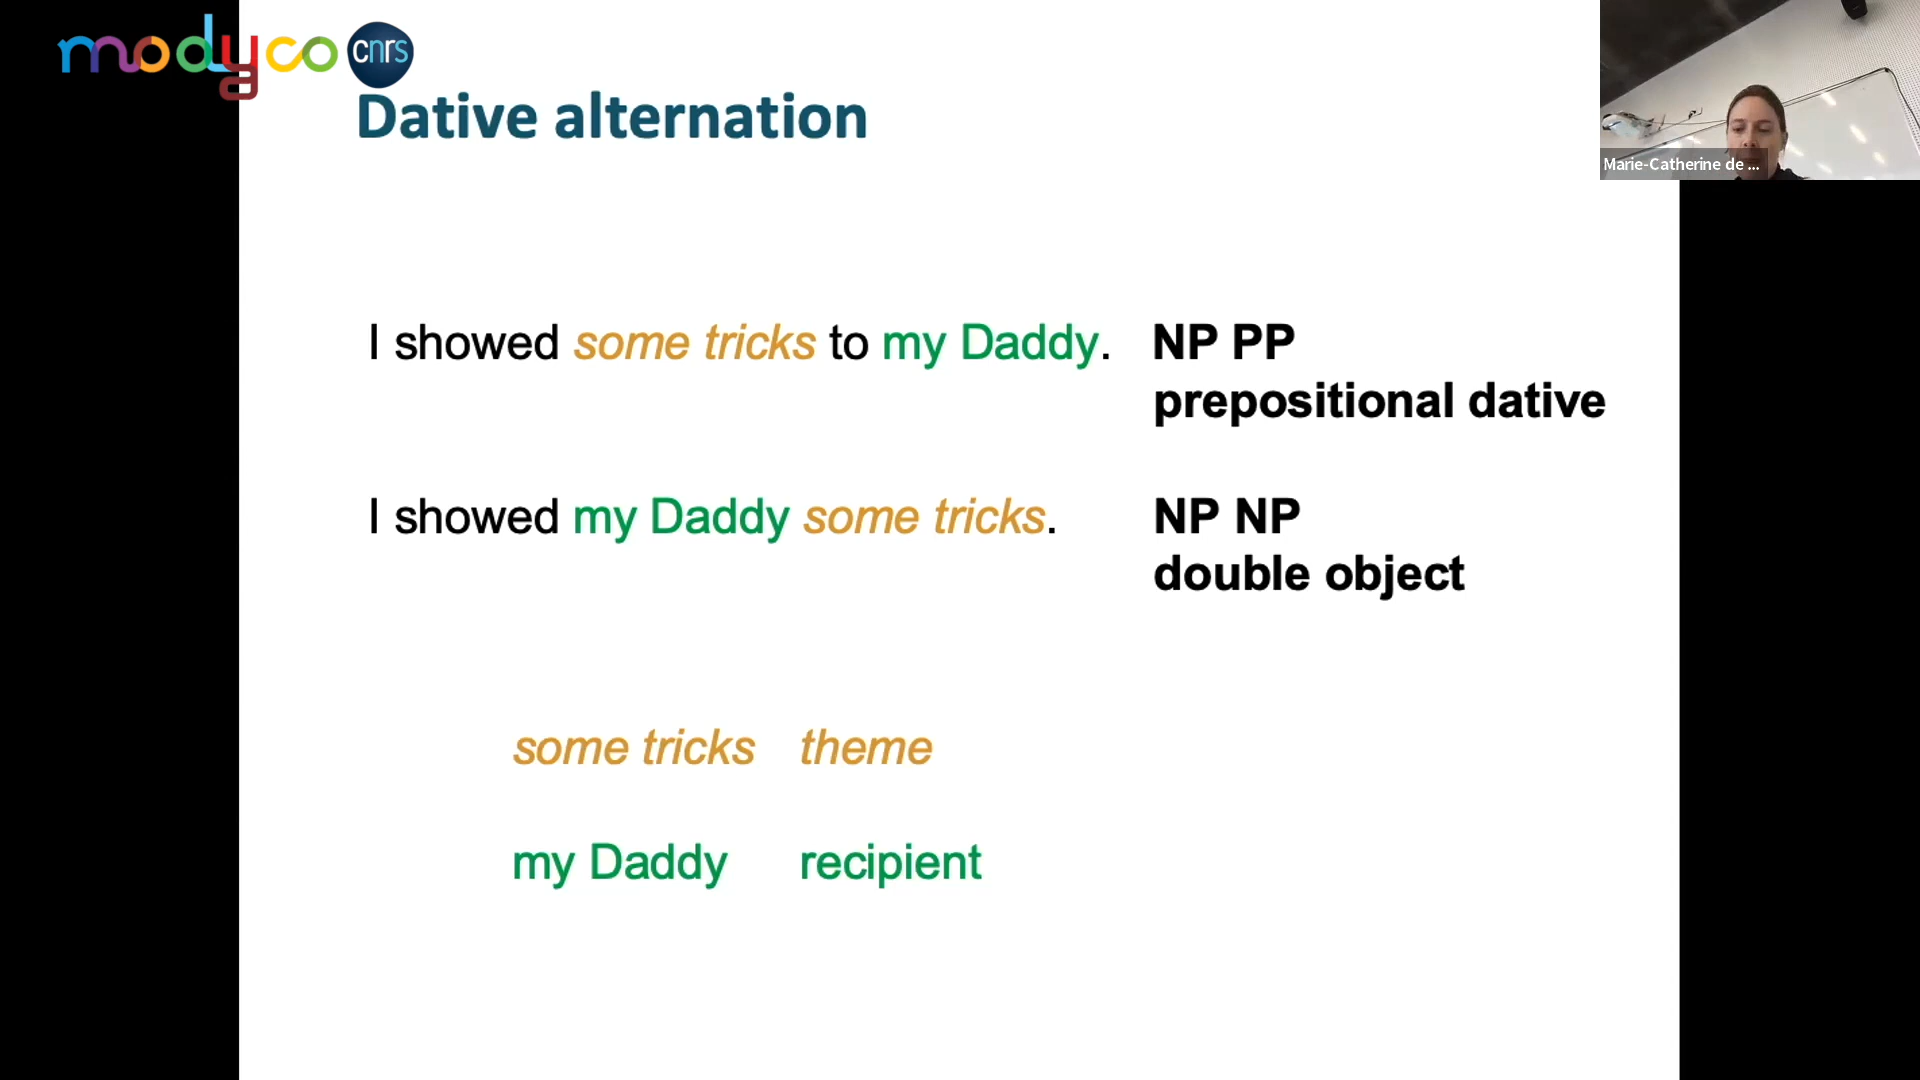 modyco cnrs
Marie-Catherine de ...
Dative alternation
I showed some tricks to my Daddy. NP PP
prepositional dative
I showed my Daddy some tricks. NP NP
double object
some tricks theme
my Daddy recipient